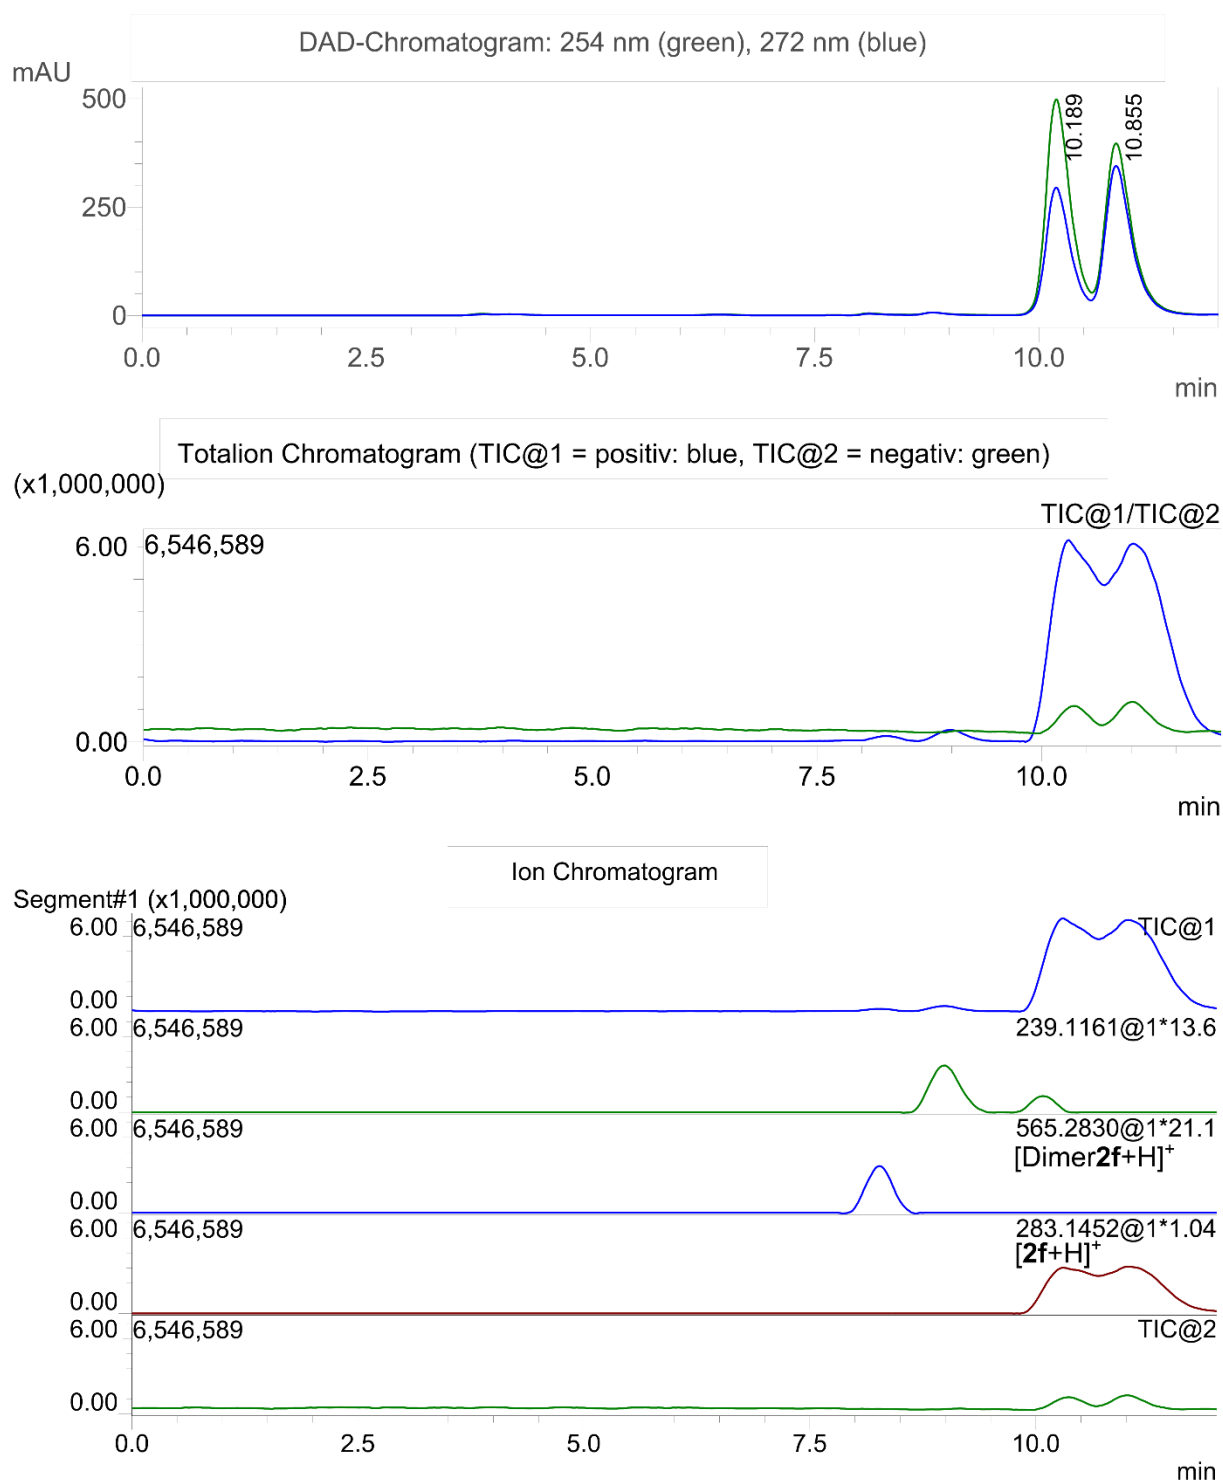 DAD-Chromatogram: 254 nm (green), 272 nm (blue)
mAU
500
250
0
10.189
10.855
0.0 2.5 5.0 7.5 10.0
min
Totalion Chromatogram (TIC@1 = positiv: blue, TIC@2 = negativ: green)
(x1,000,000)
TIC@1/TIC@2
6.00 6,546,589
0.00
0.0 2.5 5.0 7.5 10.0
min
Ion Chromatogram
Segment#1 (x1,000,000)
6.00 6,546,589 TIC@1
0.00
6.00 6,546,589 239.1161@1*13.6
0.00
6.00 6,546,589 565.2830@1*21.1
[Dimer2f+H]+
0.00
6.00 6,546,589 283.1452@1*1.04
[2f+H]+
0.00
6.00 6,546,589 TIC@2
0.00
0.0 2.5 5.0 7.5 10.0
min